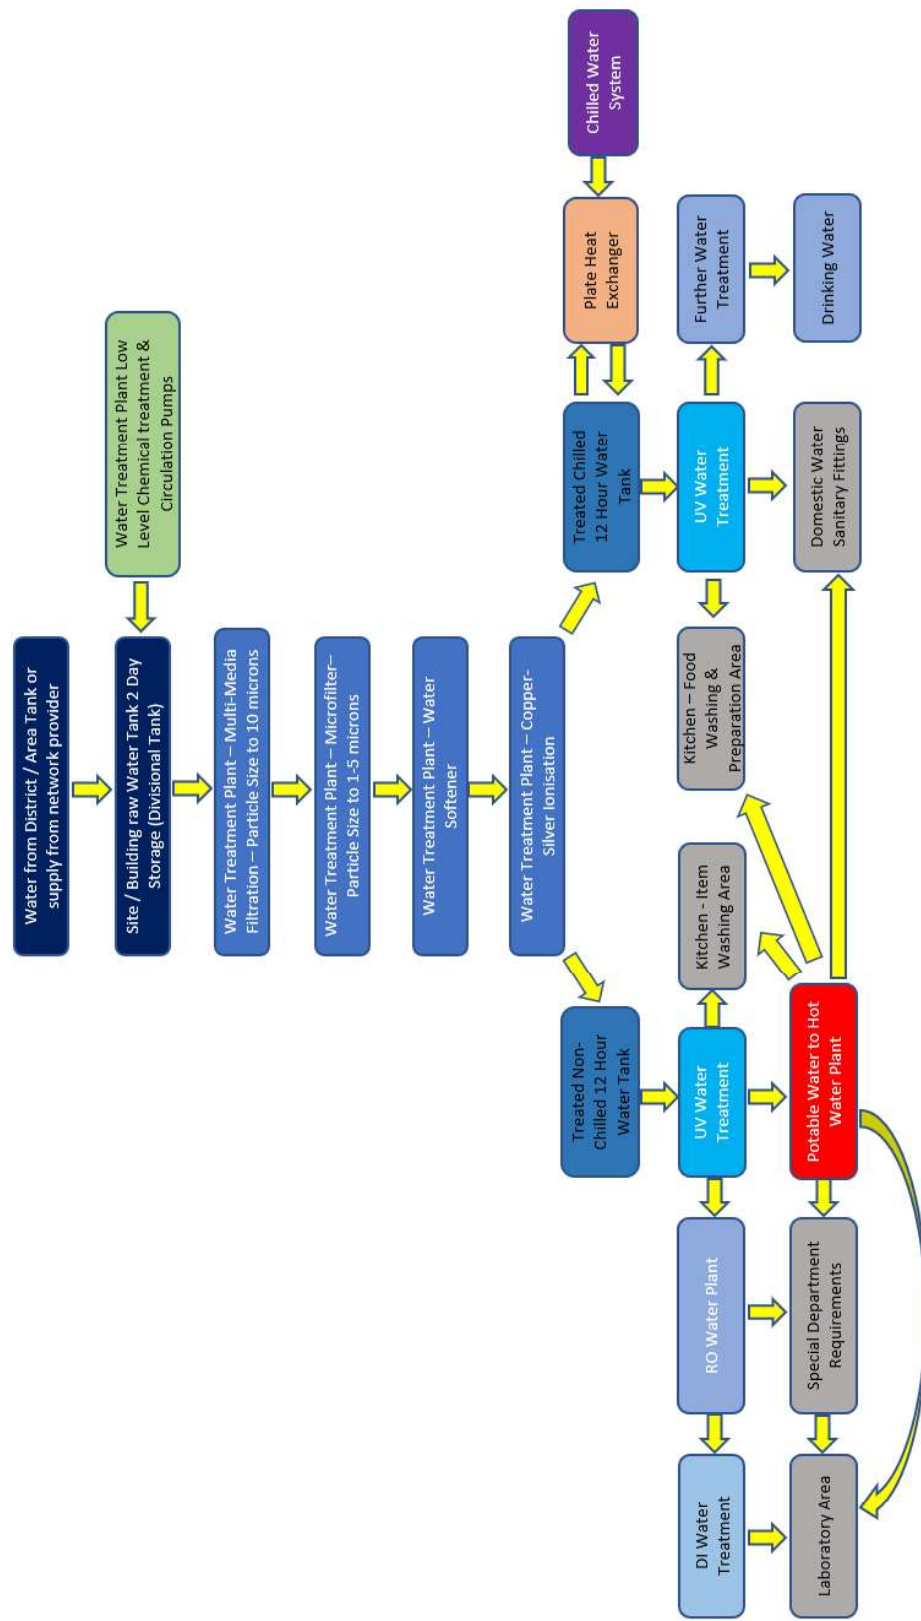 Water from District / Area Tank or
supply from network provider
Site / Building raw Water Tank 2 Day
Storage (Divisional Tank)
Water Treatment Plant Low
Level Chemical treatment &
Circulation Pumps
Water Treatment Plant – Multi-Media
Filtration – Particle Size to 10 microns
Water Treatment Plant – Microfilter–
Particle Size to 1-5 microns
Water Treatment Plant – Water
Softener
Water Treatment Plant – Copper-
Silver Ionisation
Treated Non-
Chilled 12 Hour
Water Tank
Treated Chilled
12 Hour Water
Tank
Plate Heat
Exchanger
Chilled Water
System
DI Water
Treatment
RO Water Plant
UV Water
Treatment
Kitchen - Item
Washing Area
Kitchen – Food
Washing &
Preparation Area
UV Water
Treatment
Further Water
Treatment
Laboratory Area
Special Department
Requirements
Potable Water to Hot
Water Plant
Domestic Water
Sanitary Fittings
Drinking Water